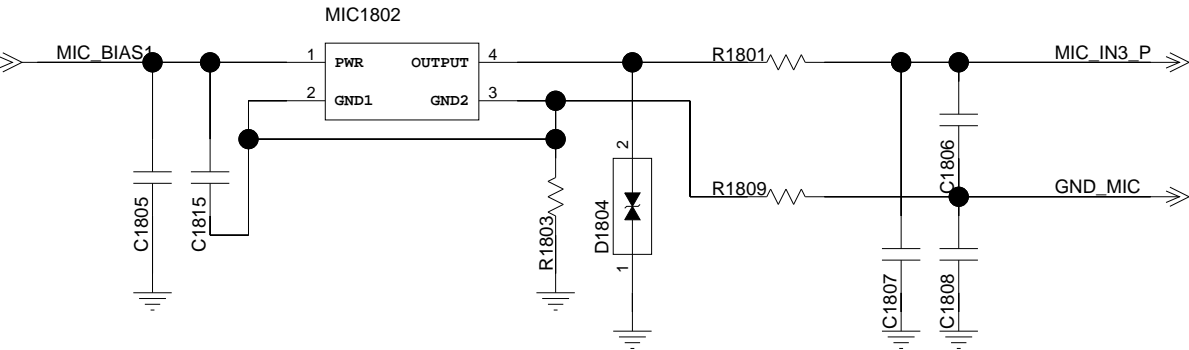 MIC1802
MIC_BIAS1
1
PWR
OUTPUT
4
R1801
MIC_IN3_P
2
GND1
GND2
3
C1805
C1815
R1803
2
D1804
1
R1809
C1806
GND_MIC
C1807
C1808